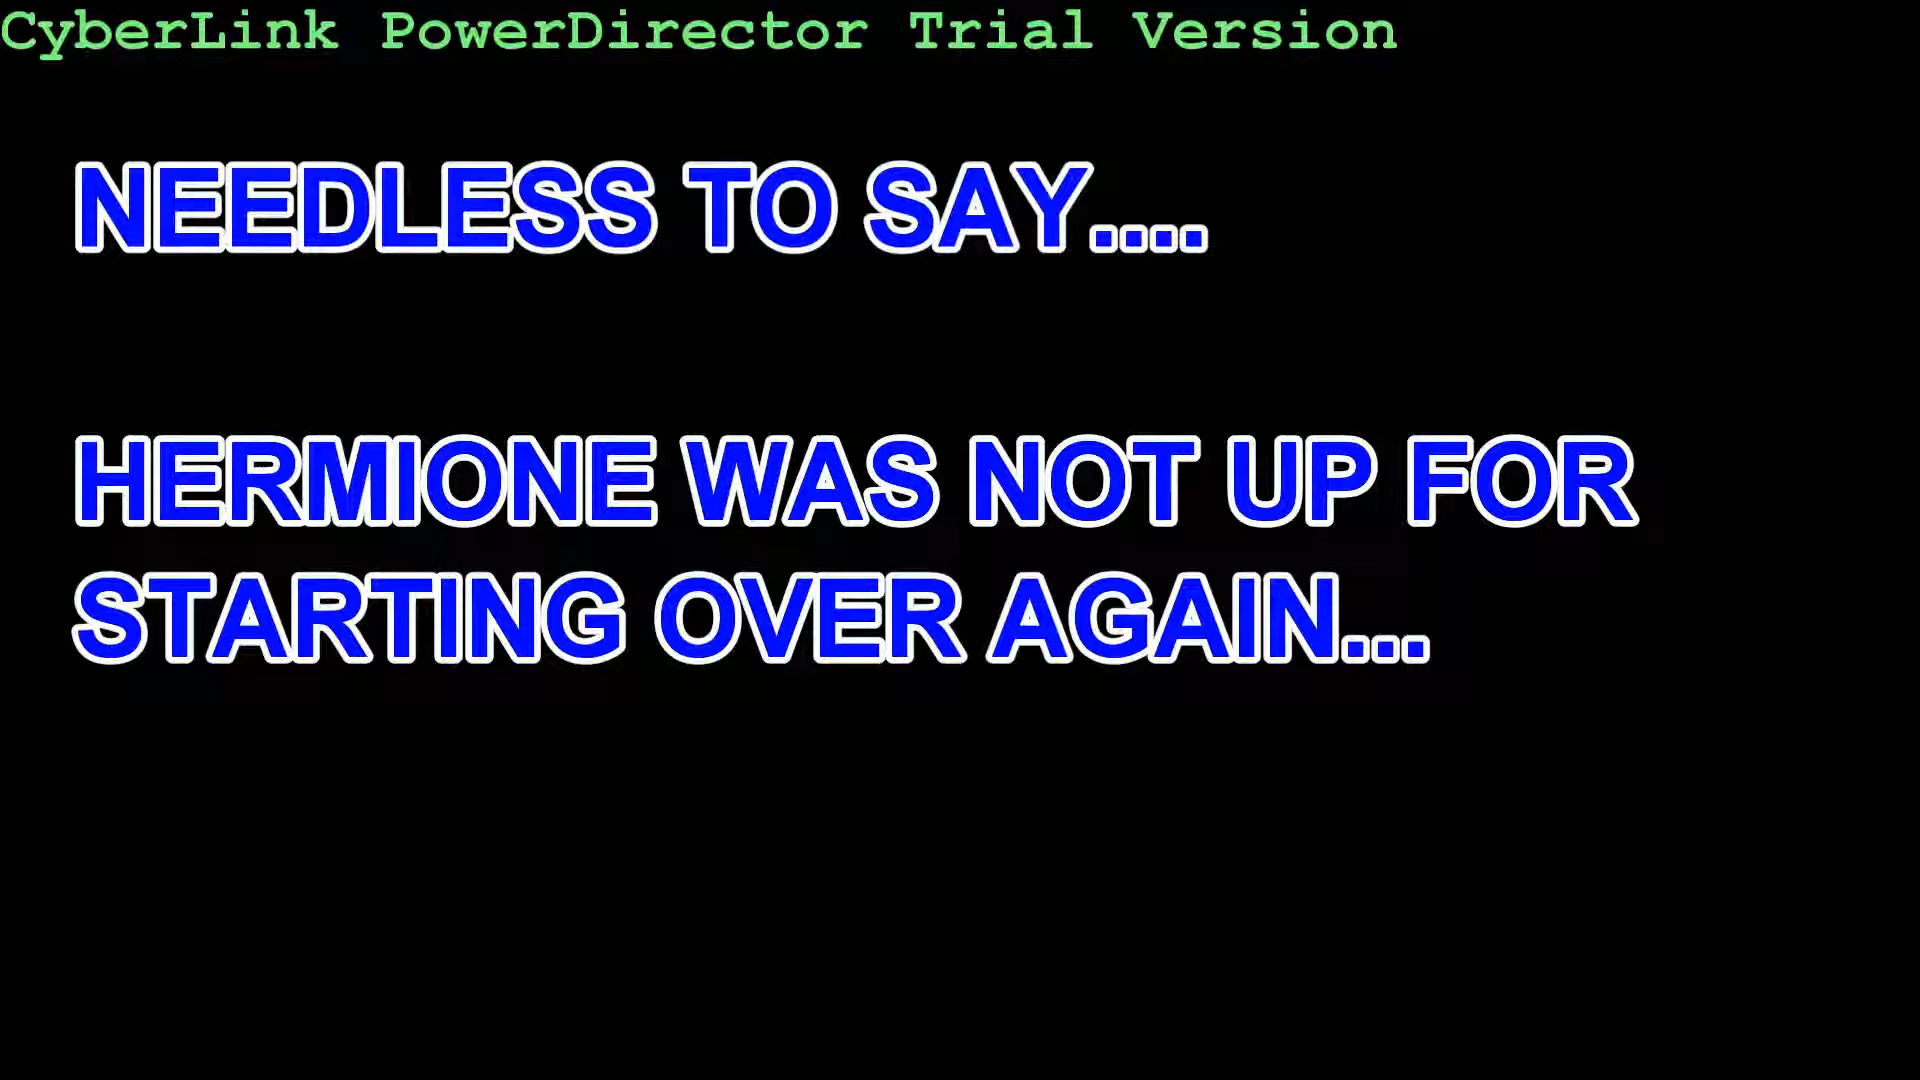 CyberLink PowerDirector Trial Version
NEEDLESS TO SAY....
HERMIONE WAS NOT UP FOR
STARTING OVER AGAIN...